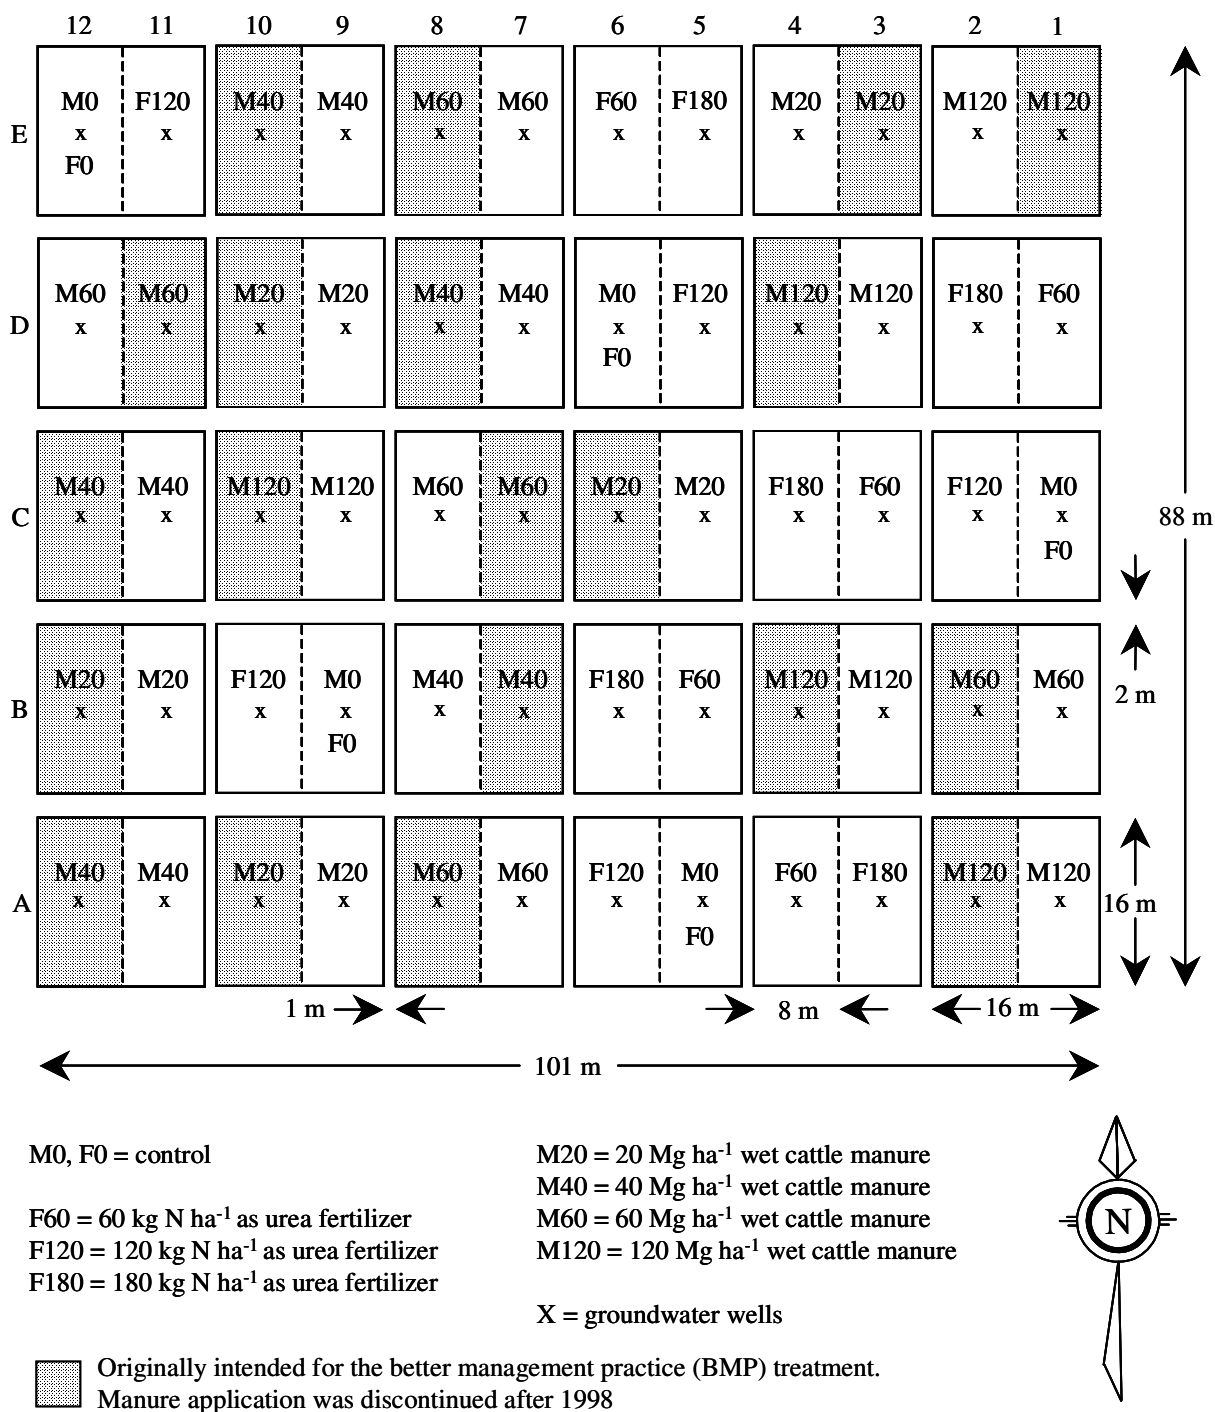 12 11 10 9 8 7 6 5 4 3 2 1
M0 F120 M40 M40 M60 M60 F60 F180 M20 M20 M120 M120
E x x x x x x x x x x x x
F0
M60 M60 M20 M20 M40 M40 M0 F120 M120 M120 F180 F60
D x x x x x x x x x x x x
F0
M40 M40 M120 M120 M60 M60 M20 M20 F180 F60 F120 M0
C x x x x x x x x x x x x
88 m
F0
M20 M20 F120 M0 M40 M40 F180 F60 M120 M120 M60 M60
2 m
B x x x x x x x x x x x x
F0
M40 M40 M20 M20 M60 M60 F120 M0 F60 F180 M120 M120
A x x x x x x x x x x x x 16 m
F0
1 m 8 m 16 m
101 m
M0, F0 = control
F60 = 60 kg N ha-1 as urea fertilizer
F120 = 120 kg N ha-1 as urea fertilizer
F180 = 180 kg N ha-1 as urea fertilizer
M20 = 20 Mg ha-1 wet cattle manure
M40 = 40 Mg ha-1 wet cattle manure
M60 = 60 Mg ha-1 wet cattle manure
M120 = 120 Mg ha-1 wet cattle manure
X = groundwater wells
N
Originally intended for the better management practice (BMP) treatment.
Manure application was discontinued after 1998